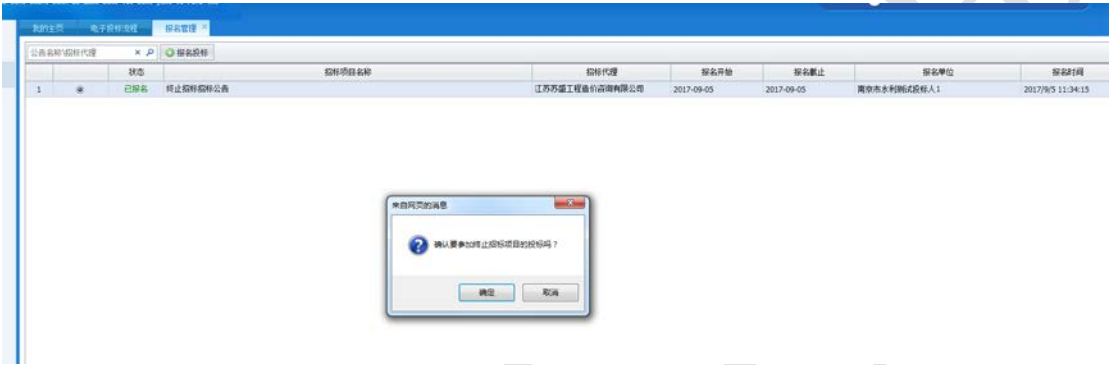 我的主页 电子投标流程 报名管理 ×
公告名称\招标代理 × 报名投标
状态 招标项目名称 招标代理 报名开始 报名截止 报名单位 报名时间
1 已报名 终止招标招标公告 江苏苏盛工程造价咨询有限公司 2017-09-05 2017-09-05 南京市水利测试投标人1 2017/9/5 11:34:15
来自网页的消息
确认要参加终止招标项目的投标吗?
确定 取消